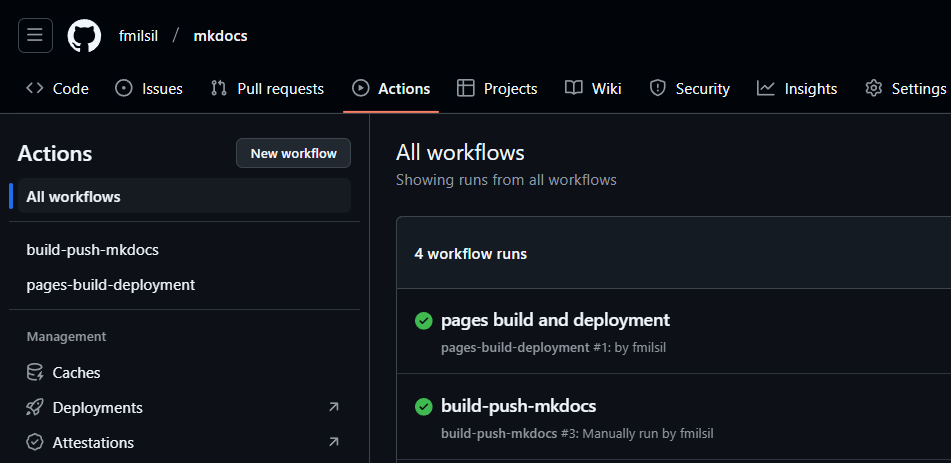 fmilsil / mkdocs
Code Issues Pull requests Actions Projects Wiki Security Insights Settings
Actions
New workflow
All workflows
build-push-mkdocs
pages-build-deployment
Management
Caches
Deployments
Attestations
All workflows
Showing runs from all workflows
4 workflow runs
pages build and deployment
pages-build-deployment #1: by fmilsil
build-push-mkdocs
build-push-mkdocs #3: Manually run by fmilsil